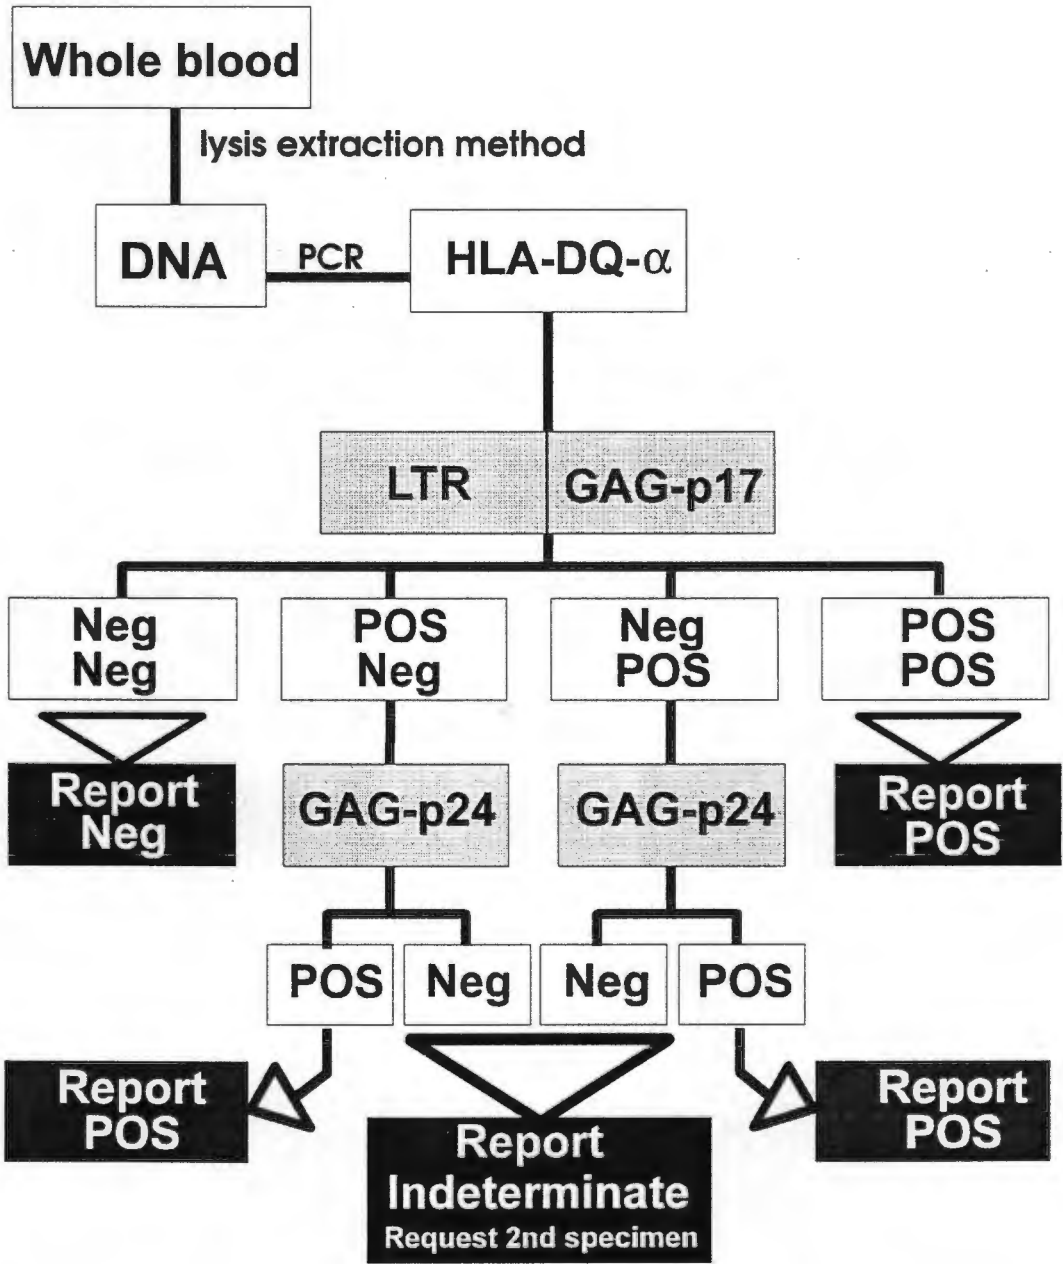 Whole blood
lysis extraction method
DNA
PCR
HLA-DQ-α
LTR
GAG-p17
Neg
Neg
POS
Neg
Neg
POS
POS
POS
Report
Neg
GAG-p24
GAG-p24
Report
POS
POS
Neg
Neg
POS
Report
POS
Report
Indeterminate
Request 2nd specimen
Report
POS